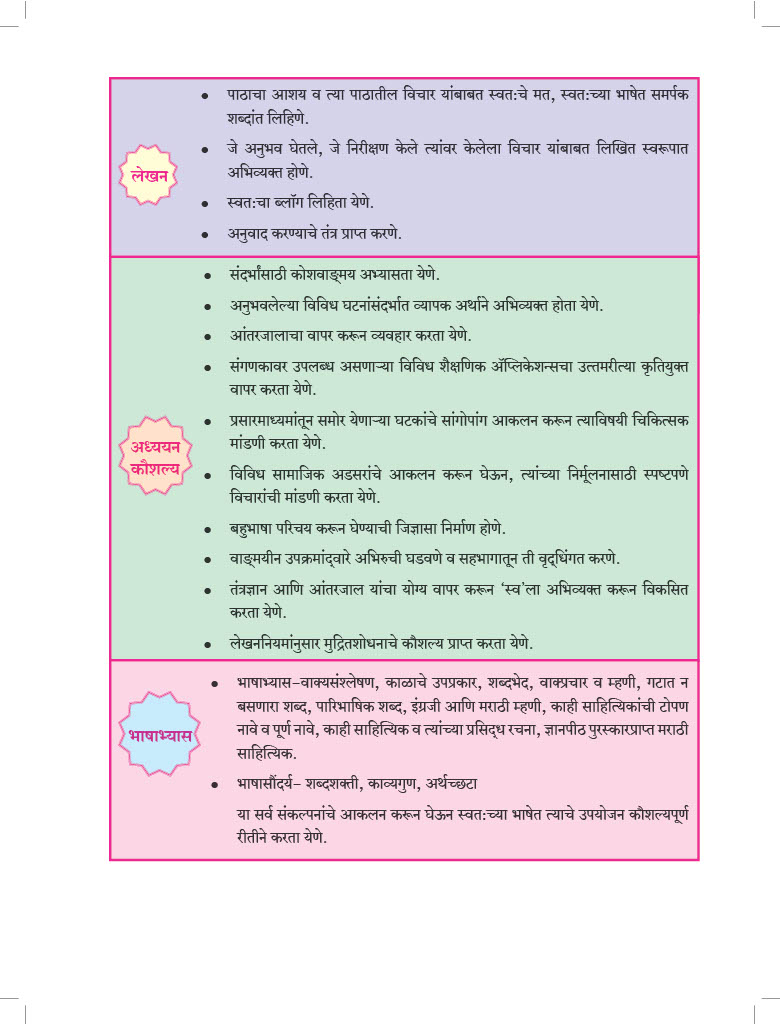 लेखन
• पाठाचा आशय व त्या पाठातील विचार यांबाबत स्वत:चे मत, स्वत:च्या भाषेत समर्पक
शब्दांत लिहिणे.
• जे अनुभव घेतले, जे निरीक्षण केले त्यांवर केलेला विचार यांबाबत लिखित स्वरूपात
अभिव्यक्त होणे.
• स्वत:चा ब्लॉग लिहिता येणे.
• अनुवाद करण्याचे तंत्र प्राप्त करणे.
अध्ययन
कौशल्य
• संदर्भांसाठी कोशवाङ्‍मय अभ्यासता येणे.
• अनुभवलेल्या विविध घटनांसंदर्भात व्यापक अर्थाने अभिव्यक्त होता येणे.
• आंतरजालाचा वापर करून व्यवहार करता येणे.
• संगणकावर उपलब्ध असणाऱ्या विविध शैक्षणिक ॲप्लिकेशन्सचा उत्तमरीत्या कृतियुक्त
वापर करता येणे.
• प्रसारमाध्यमांतून समोर येणाऱ्या घटकांचे सांगोपांग आकलन करून त्याविषयी चिकित्सक
मांडणी करता येणे.
• विविध सामाजिक अडसरांचे आकलन करून घेऊन, त्यांच्या निर्मूलनासाठी स्पष्टपणे
विचारांची मांडणी करता येणे.
• बहुभाषा परिचय करून घेण्याची जिज्ञासा निर्माण होणे.
• वाङ्‍मयीन उपक्रमांद्‍वारे अभिरुची घडवणे व सहभागातून ती वृद्‍धिंगत करणे.
• तंत्रज्ञान आणि आंतरजाल यांचा योग्य वापर करून ‘स्व’ला अभिव्यक्त करून विकसित
करता येणे.
• लेखननियमांनुसार मुद्रितशोधनाचे कौशल्य प्राप्त करता येणे.
भाषाभ्यास
• भाषाभ्यास-वाक्यसंश्लेषण, काळाचे उपप्रकार, शब्दभेद, वाक्प्रचार व म्हणी, गटात न
बसणारा शब्द, पारिभाषिक शब्द, इंग्रजी आणि मराठी म्हणी, काही साहित्यिकांची टोपण
नावे व पूर्ण नावे, काही साहित्यिक व त्यांच्या प्रसिद्‍ध रचना, ज्ञानपीठ पुरस्कारप्राप्त मराठी
साहित्यिक.
• भाषासौंदर्य- शब्दशक्ती, काव्यगुण, अर्थच्छटा
या सर्व संकल्पनांचे आकलन करून घेऊन स्वत:च्या भाषेत त्याचे उपयोजन कौशल्यपूर्ण
रीतीने करता येणे.